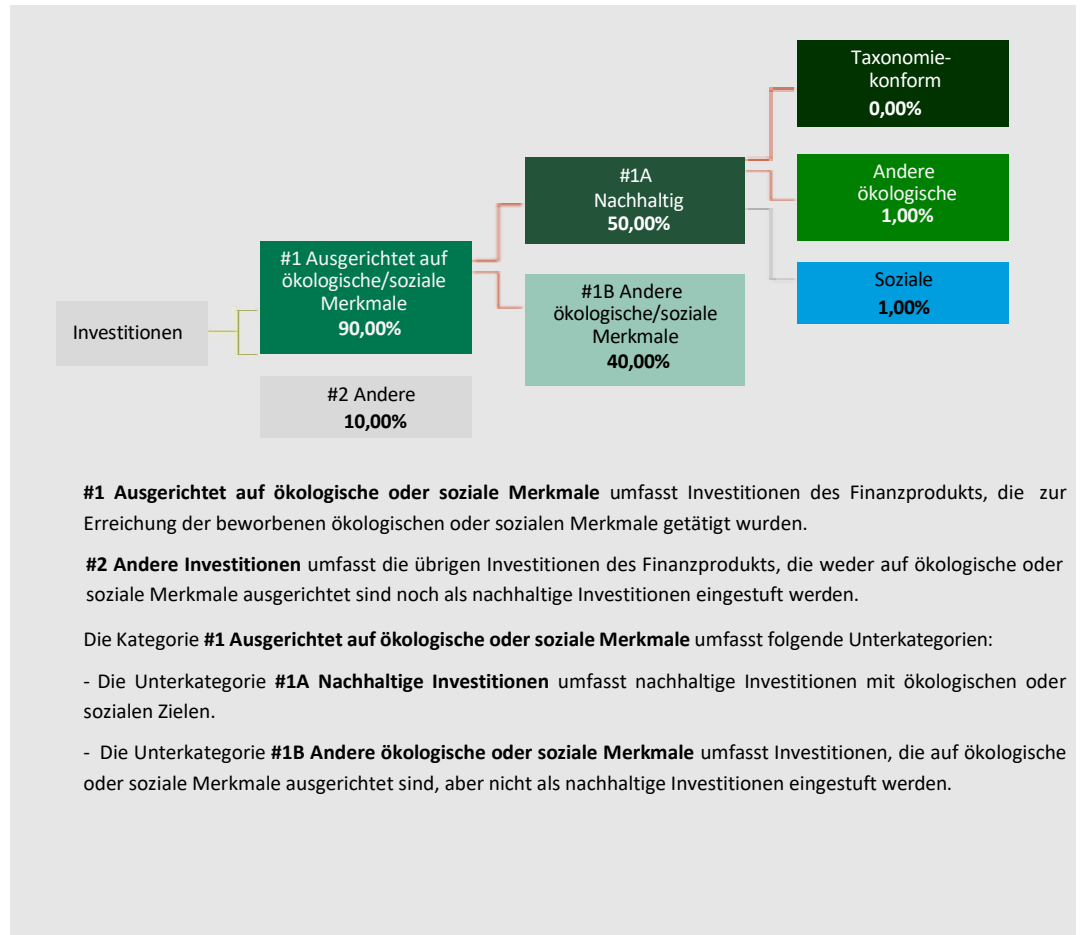 Investitionen
#1 Ausgerichtet auf
ökologische/soziale
Merkmale
90,00%
#2 Andere
10,00%
#1A
Nachhaltig
50,00%
#1B Andere
ökologische/soziale
Merkmale
40,00%
Taxonomie-
konform
0,00%
Andere
ökologische
1,00%
Soziale
1,00%
#1 Ausgerichtet auf ökologische oder soziale Merkmale umfasst Investitionen des Finanzprodukts, die zur
Erreichung der beworbenen ökologischen oder sozialen Merkmale getätigt wurden.
#2 Andere Investitionen umfasst die übrigen Investitionen des Finanzprodukts, die weder auf ökologische oder
soziale Merkmale ausgerichtet sind noch als nachhaltige Investitionen eingestuft werden.
Die Kategorie #1 Ausgerichtet auf ökologische oder soziale Merkmale umfasst folgende Unterkategorien:
- Die Unterkategorie #1A Nachhaltige Investitionen umfasst nachhaltige Investitionen mit ökologischen oder
sozialen Zielen.
- Die Unterkategorie #1B Andere ökologische oder soziale Merkmale umfasst Investitionen, die auf ökologische
oder soziale Merkmale ausgerichtet sind, aber nicht als nachhaltige Investitionen eingestuft werden.